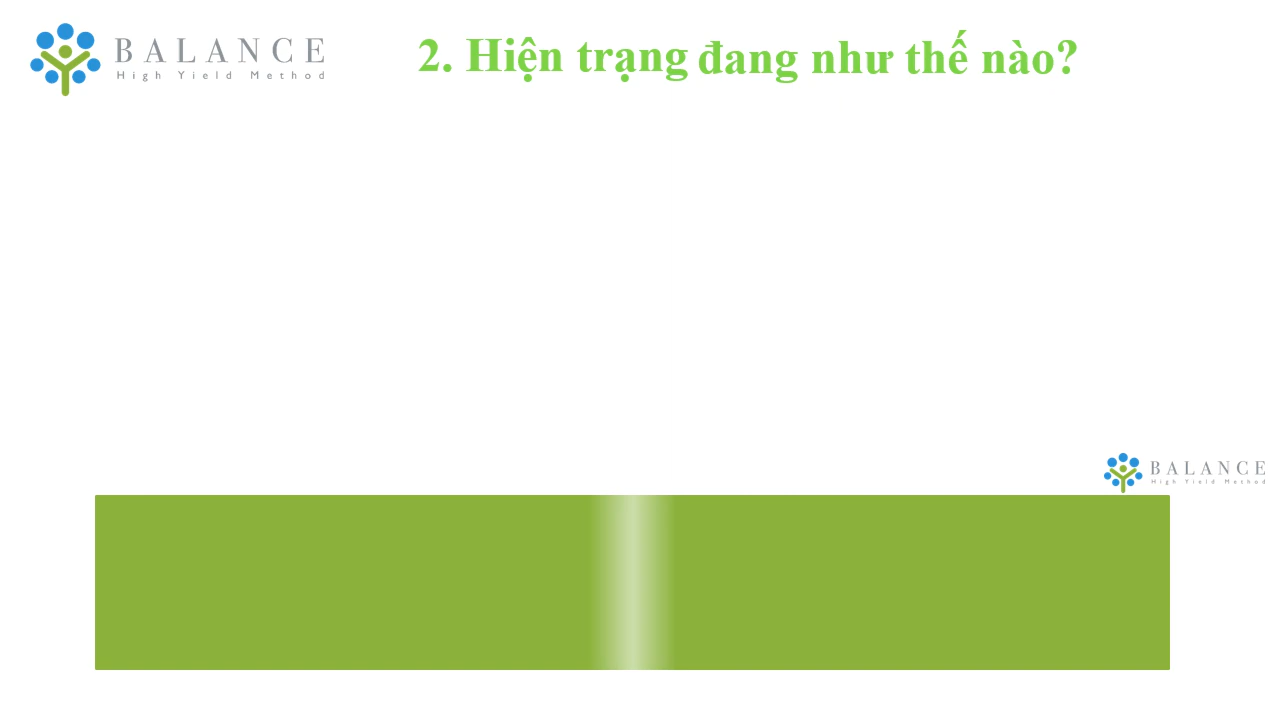 BALANCE
High Yield Method
2. Hiện trạng đang như thế nào?
BALANCE
High Yield Method